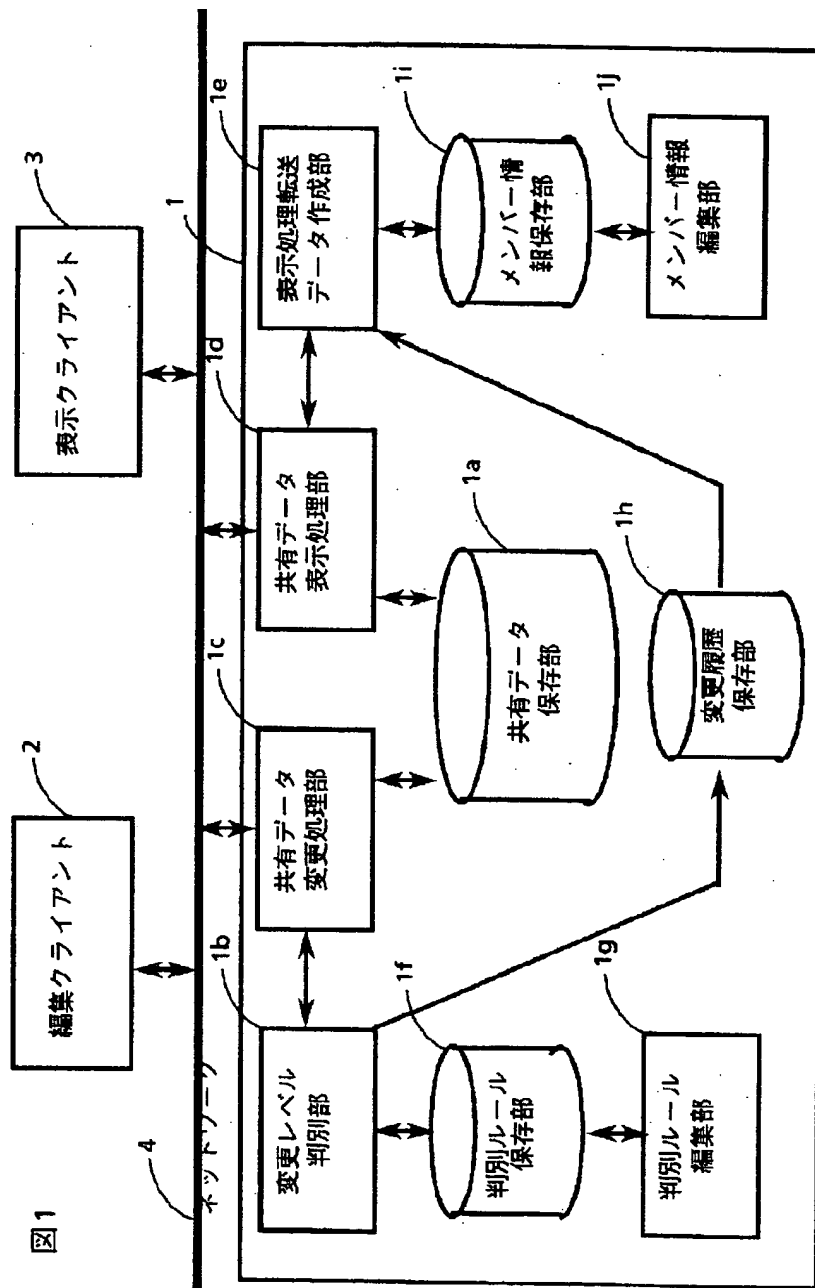 図1
編集クライアント
2
表示クライアント
3
4
ネットワーク
1
変更レベル
判別部
1b
共有データ
変更処理部
1c
共有データ
表示処理部
1d
表示処理転送
データ作成部
1e
判別ルール
保存部
1f
共有データ
保存部
1a
メンバー情
報保存部
1i
判別ルール
編集部
1g
変更履歴
保存部
1h
メンバー情報
編集部
1j